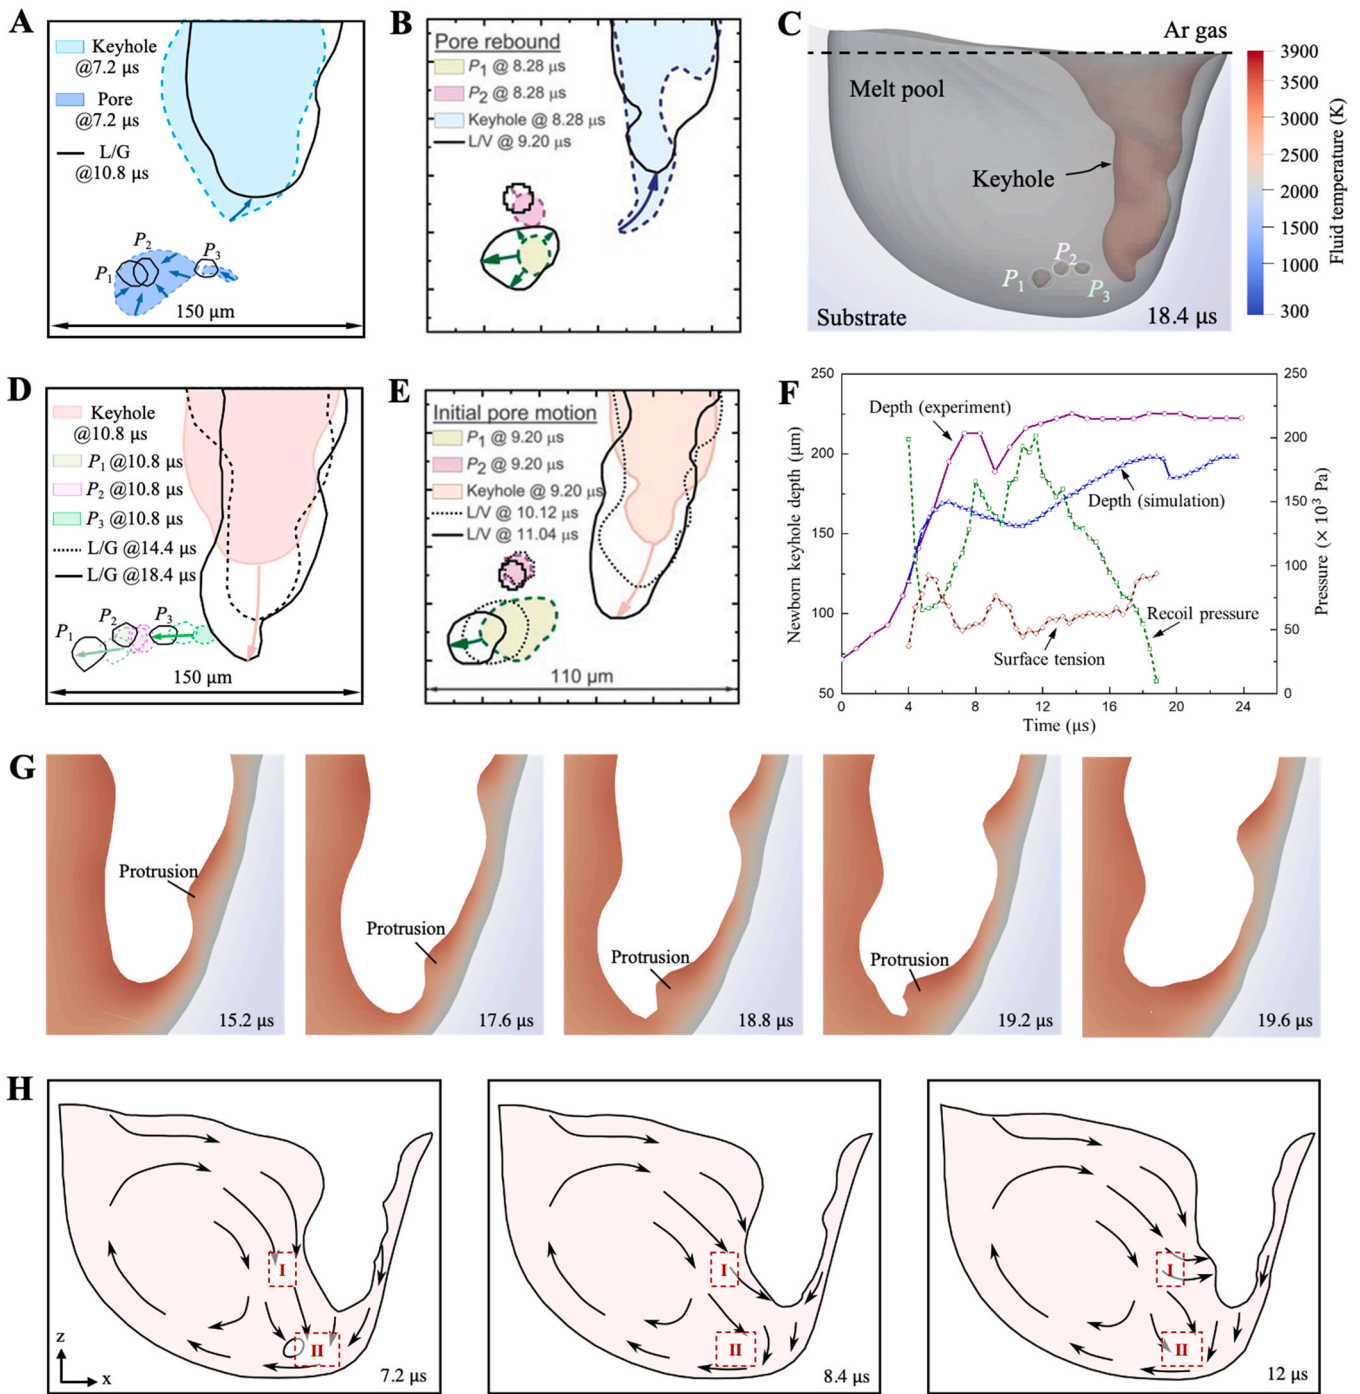 A
Keyhole
@7.2 μs
Pore
@7.2 μs
L/G
@10.8 μs
P2
P1
P3
150 μm
B
Pore rebound
P1 @ 8.28 μs
P2 @ 8.28 μs
Keyhole @ 8.28 μs
L/V @ 9.20 μs
C
Ar gas
Melt pool
Keyhole
P1
P2
P3
Substrate
18.4 μs
3900
3500
3000
2500
2000
1500
1000
300
Fluid temperature (K)
D
Keyhole
@10.8 μs
P1 @10.8 μs
P2 @10.8 μs
P3 @10.8 μs
L/G @14.4 μs
L/G @18.4 μs
P1
P2
P3
150 μm
E
Initial pore motion
P1 @ 9.20 μs
P2 @ 9.20 μs
Keyhole @ 9.20 μs
L/V @ 10.12 μs
L/V @ 11.04 μs
110 μm
F
250
200
150
100
50
Newborn keyhole depth (μm)
Depth (experiment)
Depth (simulation)
Recoil pressure
Surface tension
0
4
8
12
16
20
24
Time (μs)
250
200
150
100
50
0
Pressure (× 10³ Pa)
G
Protrusion
15.2 μs
Protrusion
17.6 μs
Protrusion
18.8 μs
Protrusion
19.2 μs
19.6 μs
H
I
II
z
x
7.2 μs
I
II
8.4 μs
I
II
12 μs